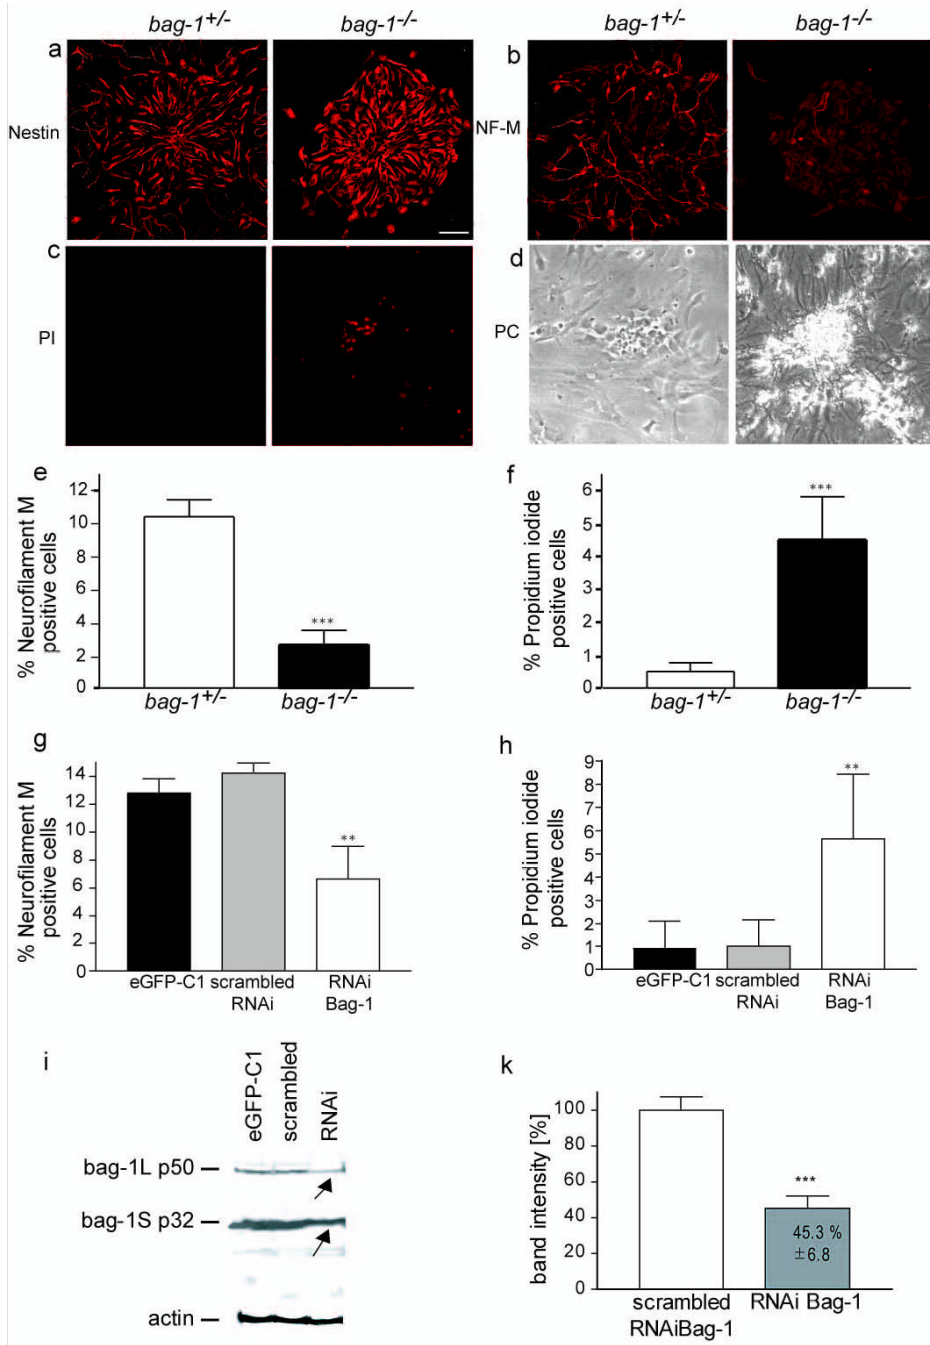 bag-1+/- bag-1-/- bag-1+/- bag-1-/-
a b
Nestin NF-M
c d
PI PC
e
% Neurofilament M
positive cells
12
10
8
6
4
2
0
***
bag-1+/- bag-1-/-
f
% Propidium iodide
positive cells
6
5
4
3
2
1
0
***
bag-1+/- bag-1-/-
g
% Neurofilament M
positive cells
14
12
10
8
6
4
2
0
**
eGFP-C1 scrambled RNAi
RNAi Bag-1
h
% Propidium iodide
positive cells
9
8
7
6
5
4
3
2
1
0
**
eGFP-C1 scrambled RNAi
RNAi Bag-1
i
eGFP-C1
scrambled
RNAi
bag-1L p50
bag-1S p32
actin
k
band intensity [%]
100
80
60
40
20
0
***
45.3 %
±6.8
scrambled RNAi Bag-1
RNAiBag-1